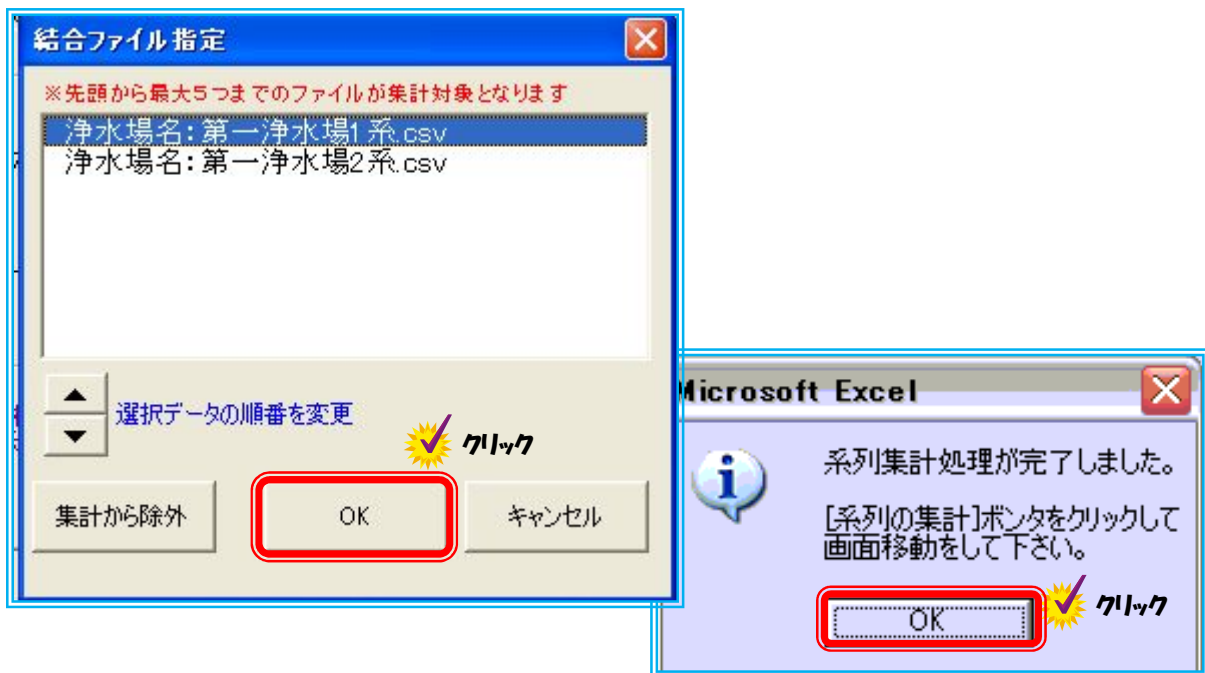 結合ファイル指定
※先頭から最大5つまでのファイルが集計対象となります
浄水場名：第一浄水場1系.csv
浄水場名：第一浄水場2系.csv
選択データの順番を変更
クリック
集計から除外
OK
キャンセル
Microsoft Excel
系列集計処理が完了しました。
[系列の集計]ボンタをクリックして
画面移動をして下さい。
OK
クリック